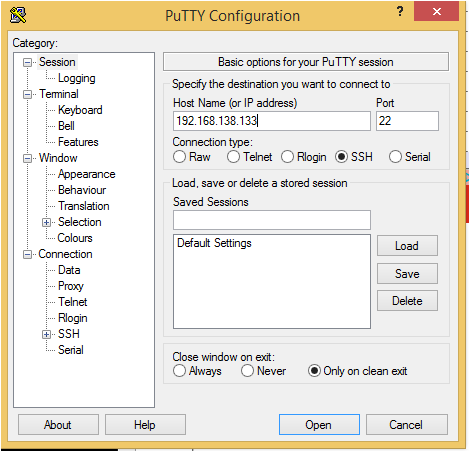 PuTTY Configuration
?
x
Category:
Session
Logging
Terminal
Keyboard
Bell
Features
Window
Appearance
Behaviour
Translation
Selection
Colours
Connection
Data
Proxy
Telnet
Rlogin
SSH
Serial
Basic options for your PuTTY session
Specify the destination you want to connect to
Host Name (or IP address) Port
192.168.138.133 22
Connection type:
Raw Telnet Rlogin SSH Serial
Load, save or delete a stored session
Saved Sessions
Default Settings
Load
Save
Delete
Close window on exit:
Always Never Only on clean exit
About Help Open Cancel